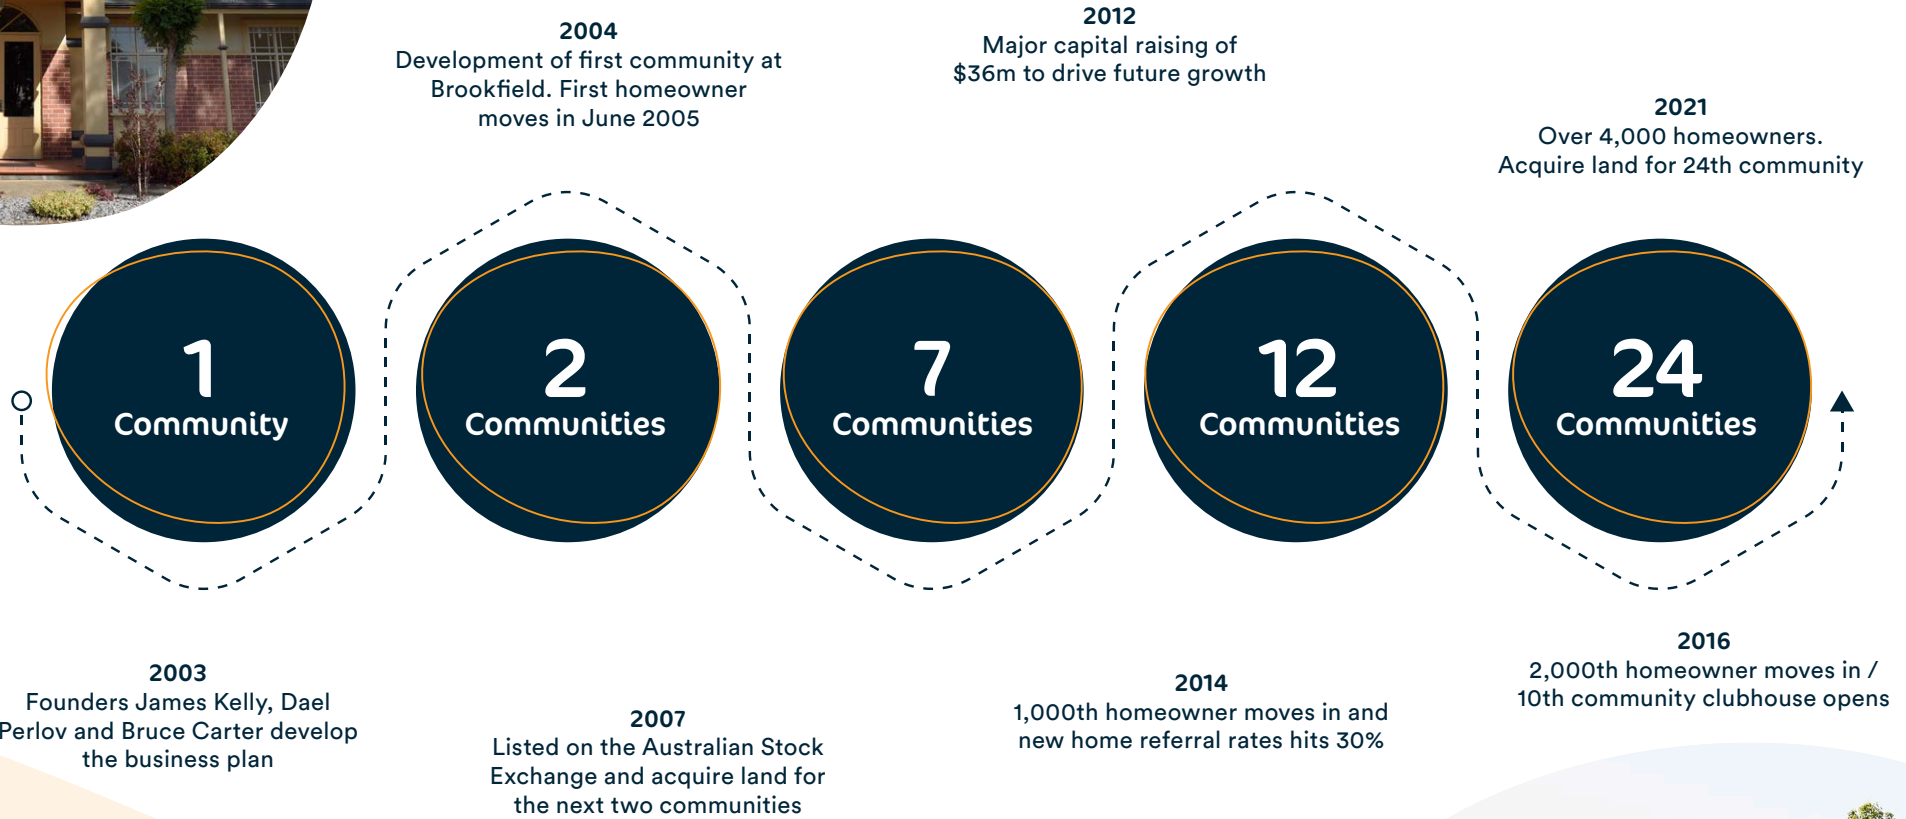 2004
Development of first community at
Brookfield. First homeowner
moves in June 2005
2012
Major capital raising of
$36m to drive future growth
2021
Over 4,000 homeowners.
Acquire land for 24th community
1
Community
2
Communities
7
Communities
12
Communities
24
Communities
2003
Founders James Kelly, Dael
Perlov and Bruce Carter develop
the business plan
2007
Listed on the Australian Stock
Exchange and acquire land for
the next two communities
2014
1,000th homeowner moves in and
new home referral rates hits 30%
2016
2,000th homeowner moves in /
10th community clubhouse opens